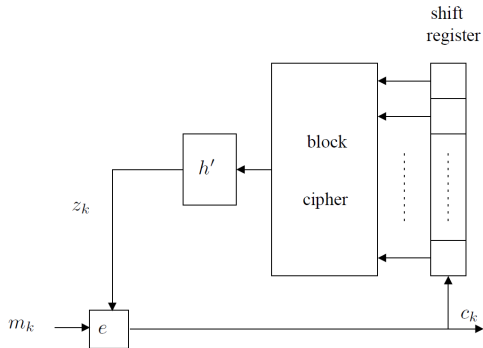 shift
register
block
h'
cipher
z_k
m_k
e
c_k